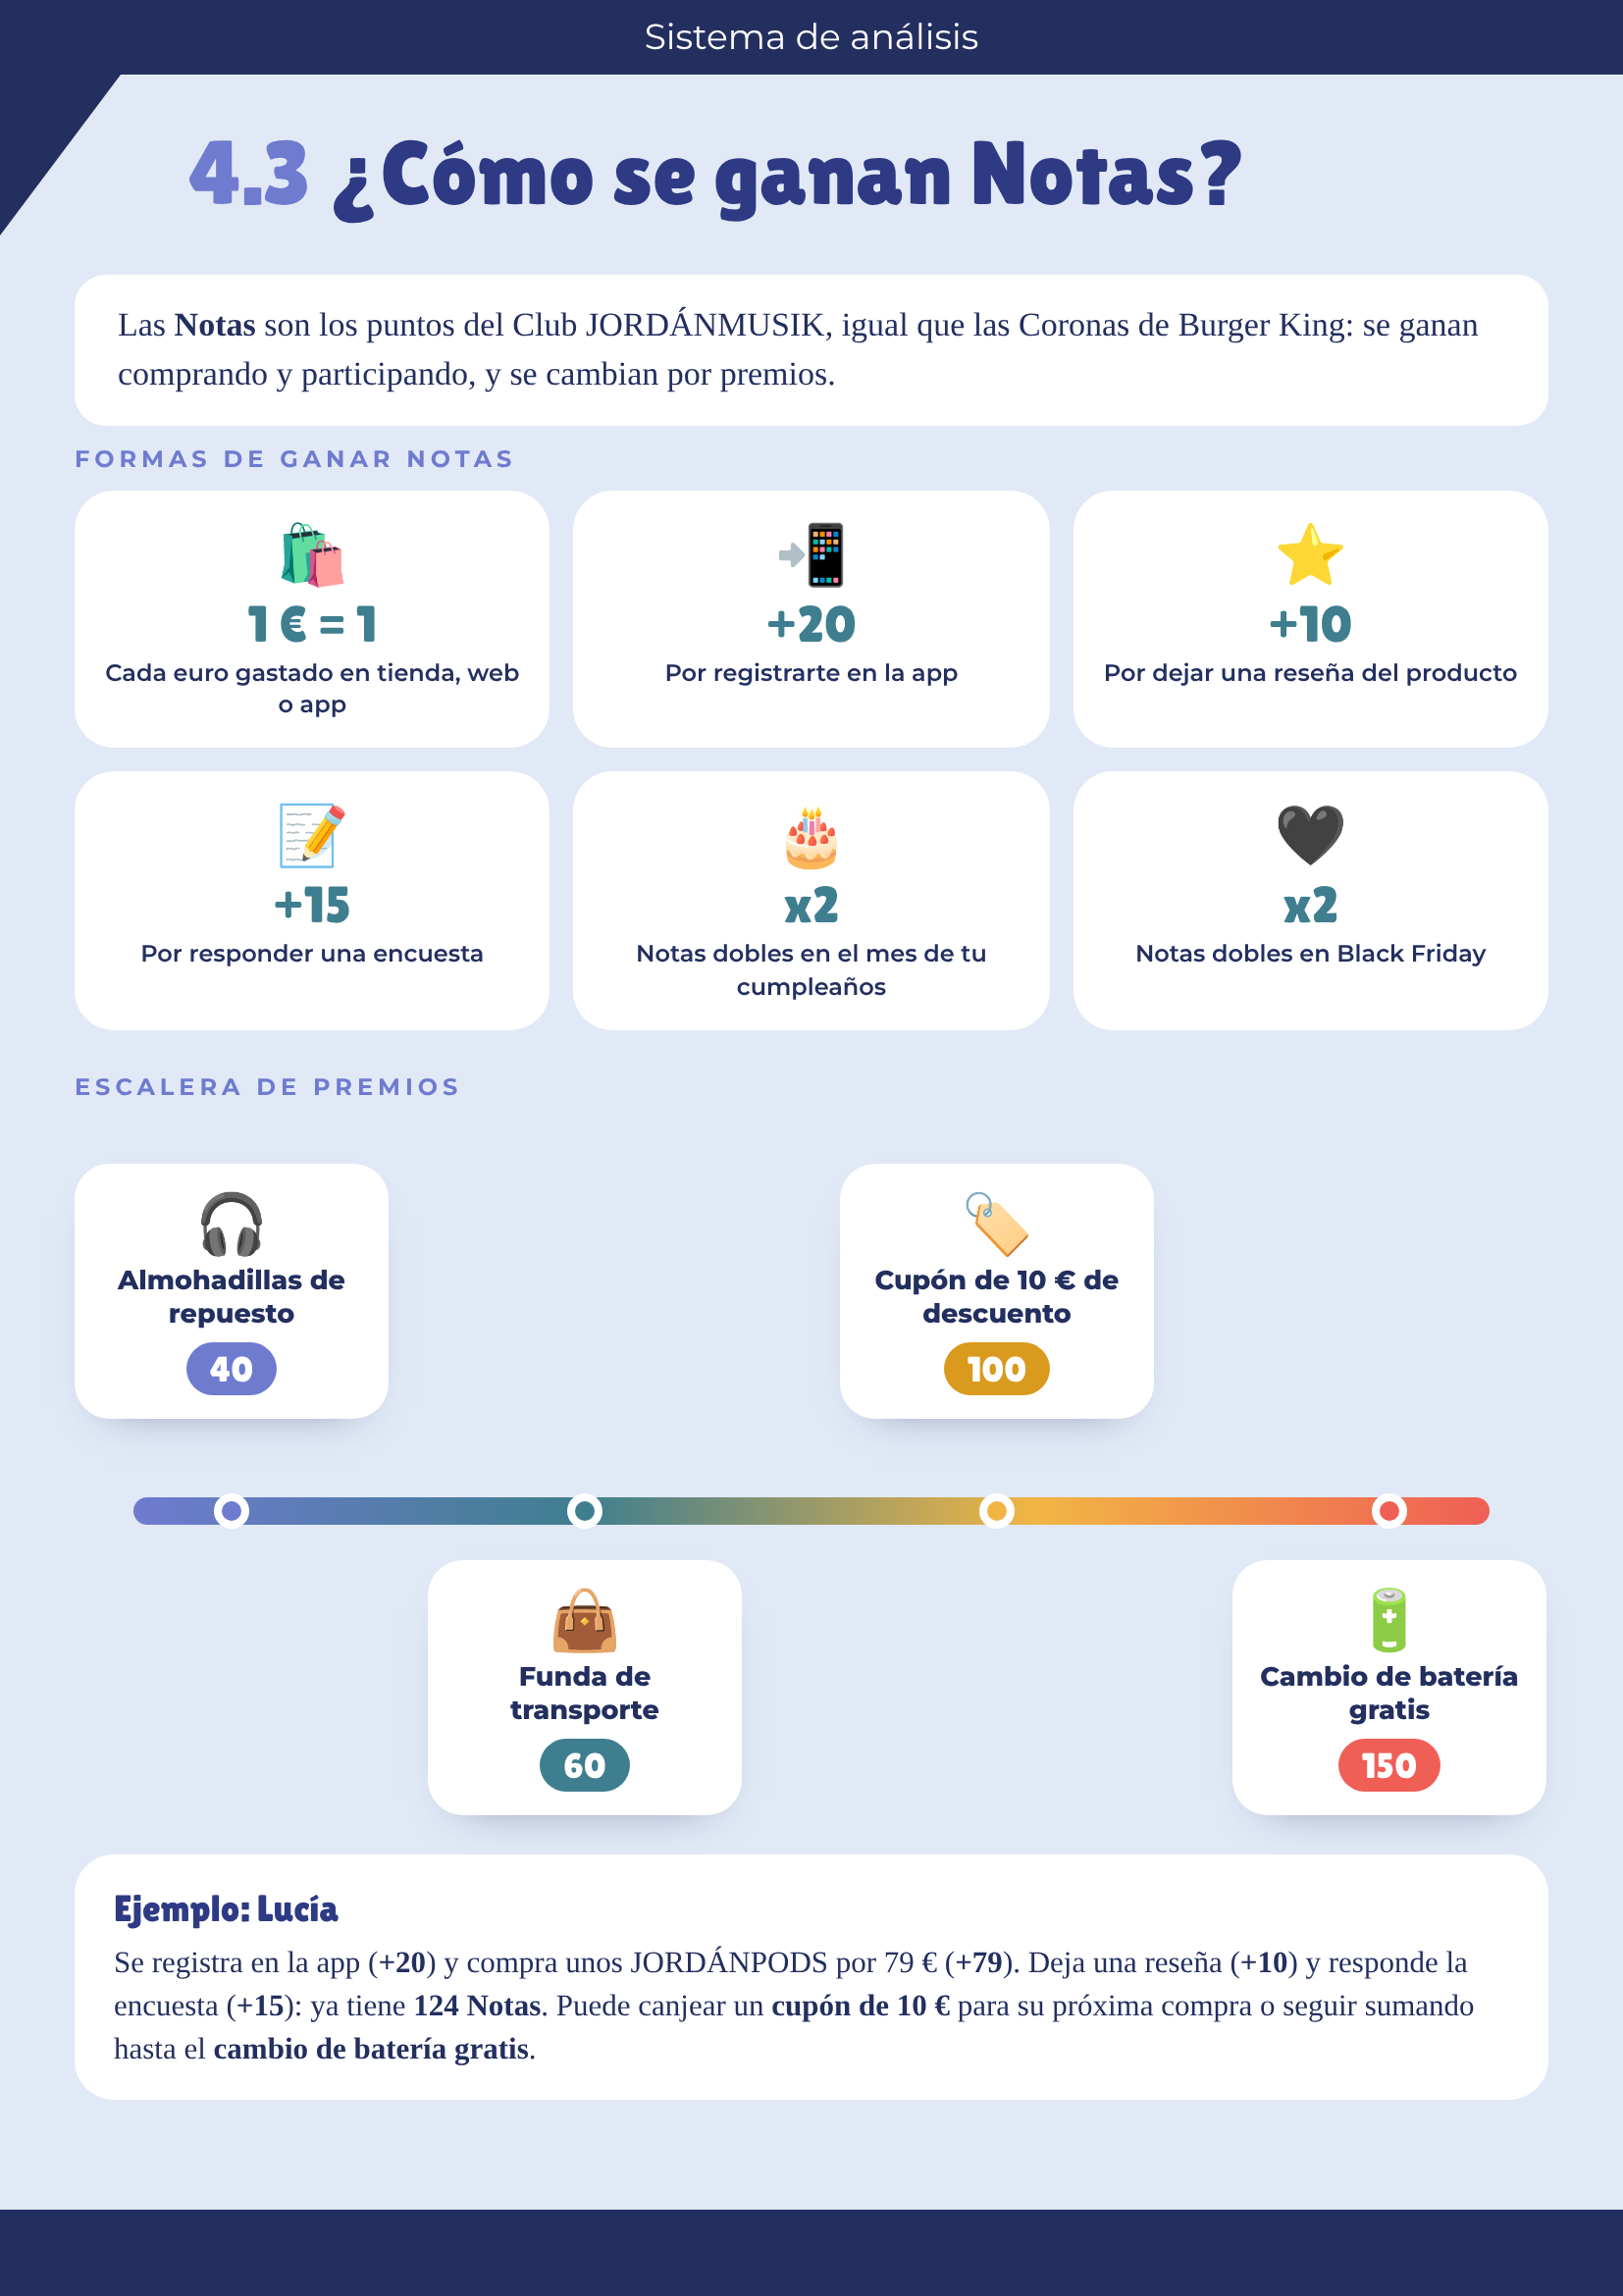 Sistema de análisis
4.3 ¿Cómo se ganan Notas?
Las Notas son los puntos del Club JORDÁNMUSIK, igual que las Coronas de Burger King: se ganan
comprando y participando, y se cambian por premios.
FORMAS DE GANAR NOTAS
1 € = 1
Cada euro gastado en tienda, web
o app
+20
Por registrarte en la app
+10
Por dejar una reseña del producto
+15
Por responder una encuesta
x2
Notas dobles en el mes de tu
cumpleaños
x2
Notas dobles en Black Friday
ESCALERA DE PREMIOS
Almohadillas de
repuesto
40
Cupón de 10 € de
descuento
100
Funda de
transporte
60
Cambio de batería
gratis
150
Ejemplo: Lucía
Se registra en la app (+20) y compra unos JORDÁNPODS por 79 € (+79). Deja una reseña (+10) y responde la
encuesta (+15): ya tiene 124 Notas. Puede canjear un cupón de 10 € para su próxima compra o seguir sumando
hasta el cambio de batería gratis.